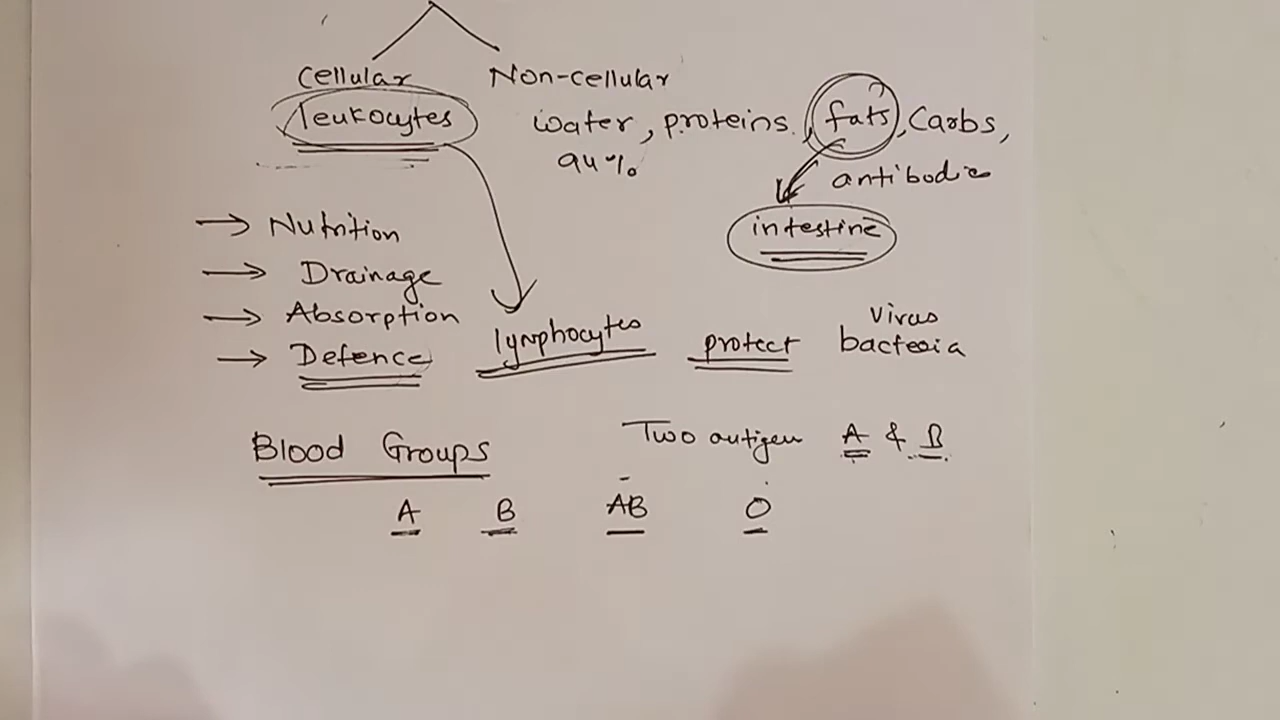 Cellular Non-cellular
leukocytes water, proteins, fats, Carbs,
94% antibodies
→ Nutrition intestine
→ Drainage
→ Absorption lymphocytes protect virus
→ Defence bacteria
Blood Groups Two antigen A & B
A B AB O